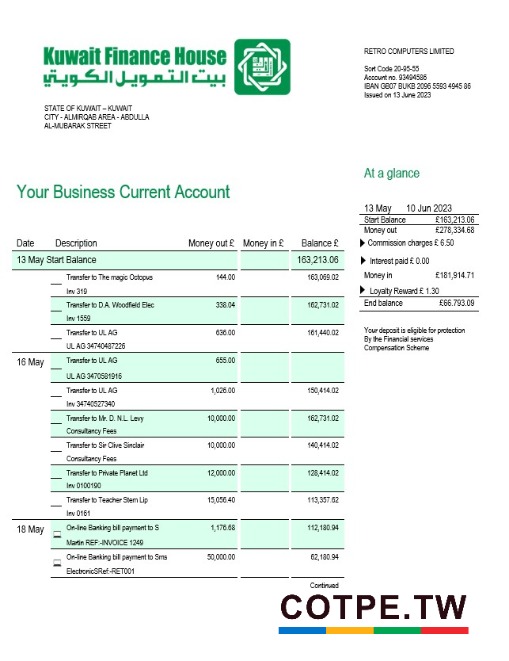 Kuwait Finance House
بيت التمويل الكويتي
STATE OF KUWAIT – KUWAIT
CITY - ALMIRQAB AREA - ABDULLA
AL-MUBARAK STREET
RETRO COMPUTERS LIMITED
Sort Code 20-95-55
Account no. 93494586
IBAN GB07 BUKB 2096 5593 4945 86
Issued on 13 June 2023
At a glance
13 May 10 Jun 2023
Start Balance £163,213.06
Money out £278,334.68
Commission charges £ 6.50
Interest paid £ 0.00
Money in £181,914.71
Loyalty Reward £ 1.30
End balance £66.793.09
Your deposit is eligible for protection
By the Financial services
Compensation Scheme
Your Business Current Account
Date Description Money out £ Money in £ Balance £
13 May Start Balance 163,213.06
Transfer to The magic Octopus 144.00 163,069.02
Inv 319
Transfer to D.A. Woodfield Elec 338.04 162,731.02
Inv 1559
Transfer to UL AG 636.00 161,440.02
UL AG 34740487226
16 May Transfer to UL AG 655.00
UL AG 3470581916
Transfer to UL AG 1,026.00 150,414.02
Inv 34740527340
Transfer to Mr. D. N.L. Levy 10,000.00 162,731.02
Consultancy Fees
Transfer to Sir Clive Sinclair 10,000.00 140,414.02
Consultancy Fees
Transfer to Private Planet Ltd 12,000.00 128,414.02
Inv 0100190
Transfer to Teacher Stern Lip 15,056.40 113,357.62
Inv 0161
18 May On-line Banking bill payment to S 1,176.68 112,180.94
Martin REF:-INVOICE 1249
On-line Banking bill payment to Sms 50,000.00 62,180.94
ElectronicSRef:-RET001
Continued
COTPE.TW